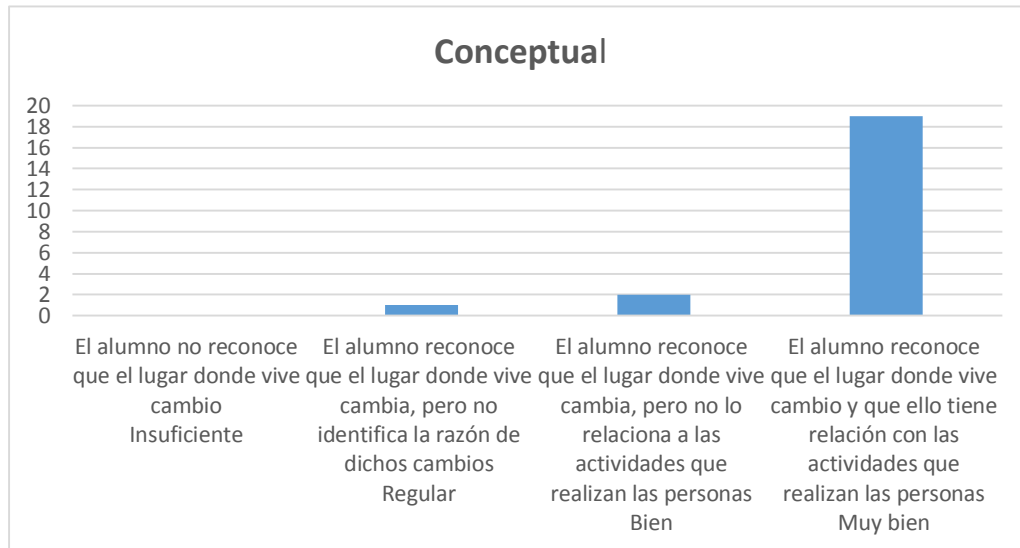 Conceptual
20
18
16
14
12
10
8
6
4
2
0
El alumno no reconoce
que el lugar donde vive
cambio
Insuficiente
El alumno reconoce
que el lugar donde vive
cambia, pero no
identifica la razón de
dichos cambios
Regular
El alumno reconoce
que el lugar donde vive
cambia, pero no lo
relaciona a las
actividades que
realizan las personas
Bien
El alumno reconoce
que el lugar donde vive
cambio y que ello tiene
relación con las
actividades que
realizan las personas
Muy bien